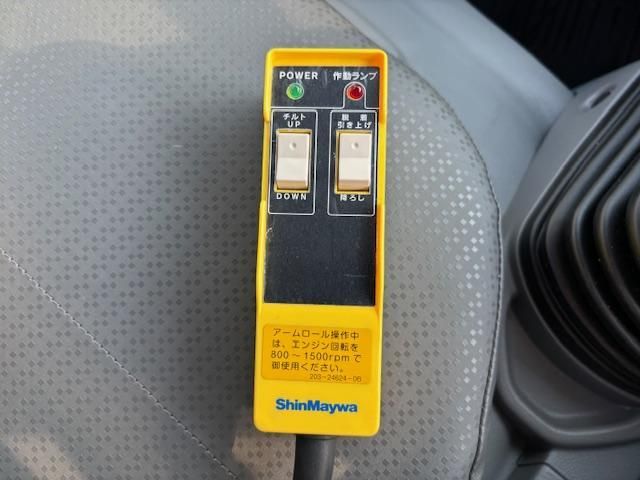 POWER 作動ランプ
チルト
UP
DOWN
脱着
引き上げ
降ろし
アームロール操作中
は、エンジン回転を
800～1500rpmで
御使用ください。
203-24624-06
ShinMaywa